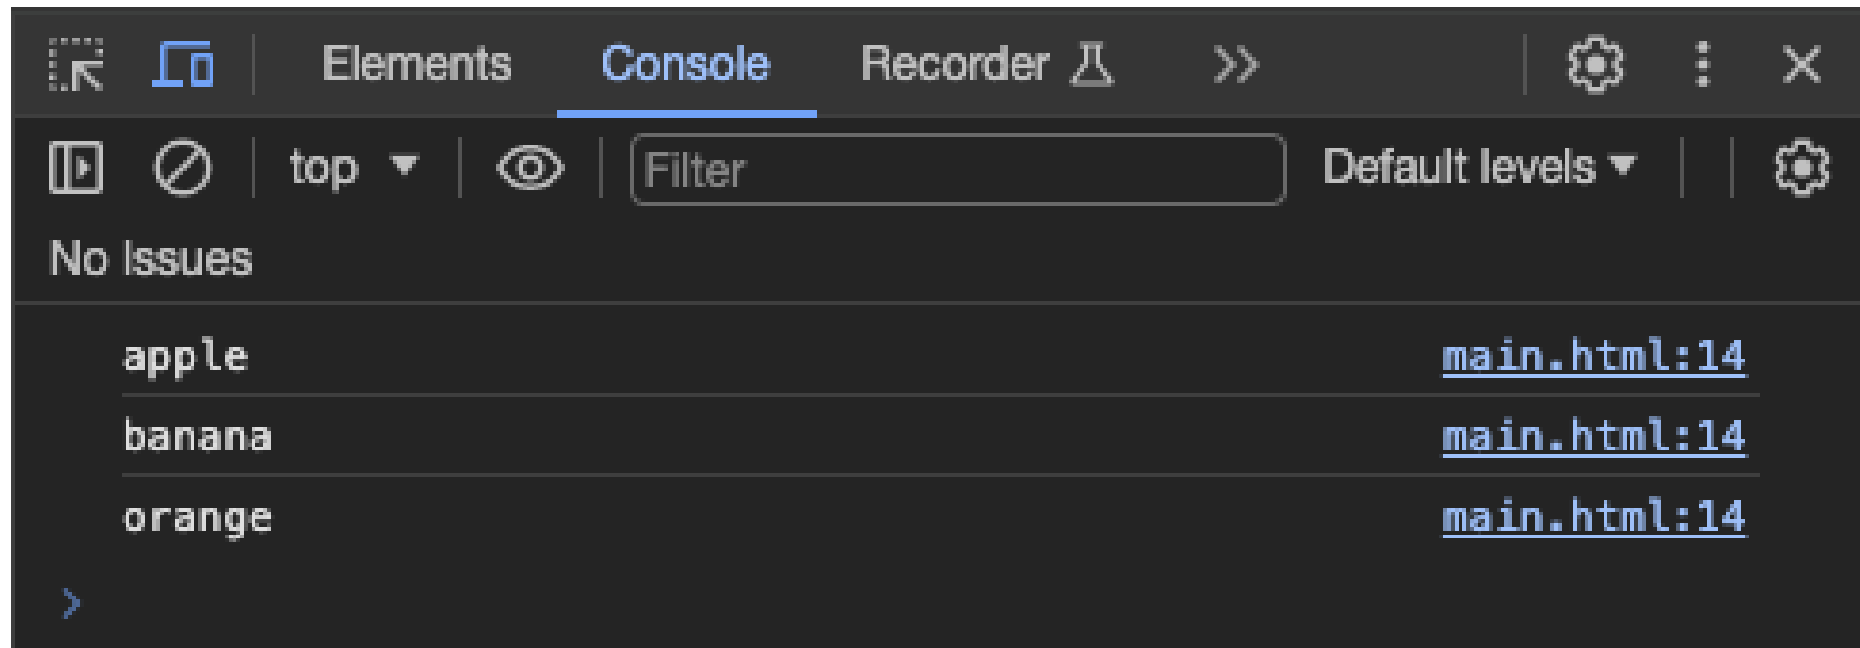 Elements Console Recorder
top Filter Default levels
No Issues
apple main.html:14
banana main.html:14
orange main.html:14